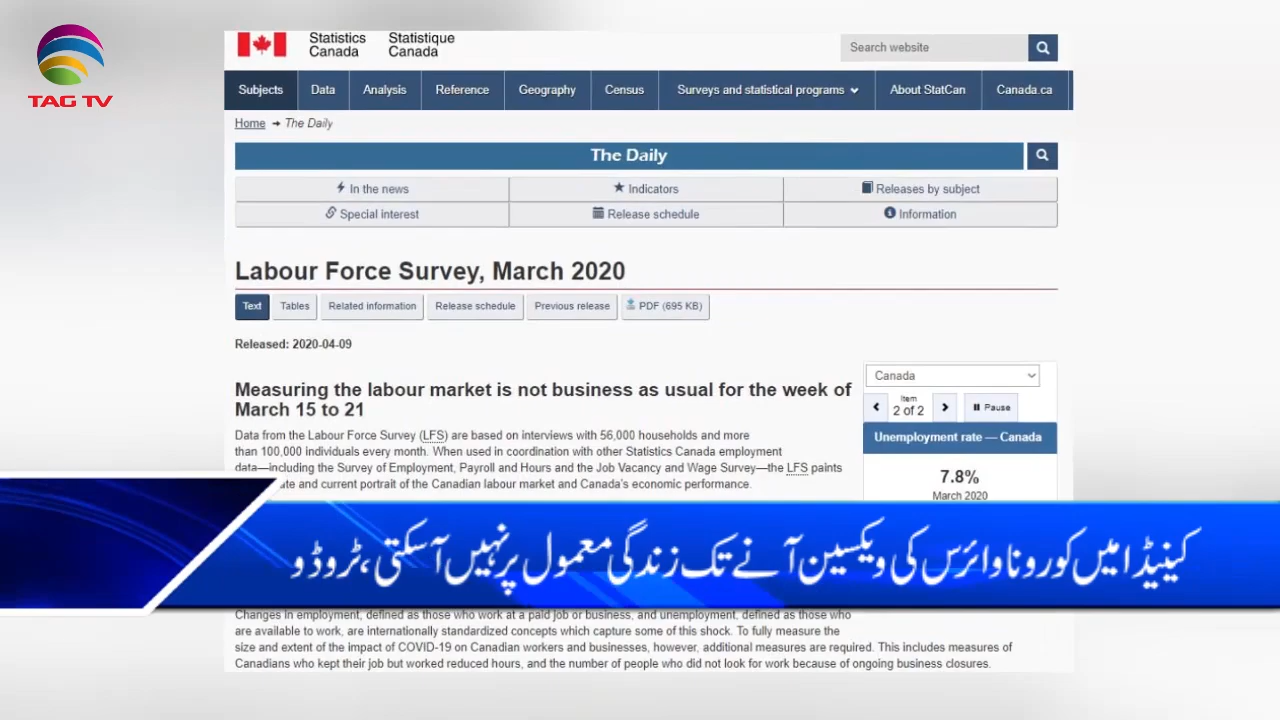 TAG TV
Statistics Canada
Statistique Canada
Search website
Subjects Data Analysis Reference Geography Census Surveys and statistical programs About StatCan Canada.ca
Home → The Daily
The Daily
In the news Indicators Releases by subject
Special interest Release schedule Information
Labour Force Survey, March 2020
Text Tables Related information Release schedule Previous release PDF (695 KB)
Released: 2020-04-09
Measuring the labour market is not business as usual for the week of
March 15 to 21
Data from the Labour Force Survey (LFS) are based on interviews with 56,000 households and more
than 100,000 individuals every month. When used in coordination with other Statistics Canada employment
data—including the Survey of Employment, Payroll and Hours and the Job Vacancy and Wage Survey—the LFS paints
and current portrait of the Canadian labour market and Canada's economic performance.
Canada
Item
2 of 2
Pause
Unemployment rate — Canada
7.8%
March 2020
کینیڈا میں کورونا وائرس کی ویکسین آنے تک زندگی معمول پر نہیں آسکتی، ٹروڈو
Changes in employment, defined as those who work at a paid job or business, and unemployment, defined as those who
are available to work, are internationally standardized concepts which capture some of this shock. To fully measure the
size and extent of the impact of COVID-19 on Canadian workers and businesses, however, additional measures are required. This includes measures of
Canadians who kept their job but worked reduced hours, and the number of people who did not look for work because of ongoing business closures.